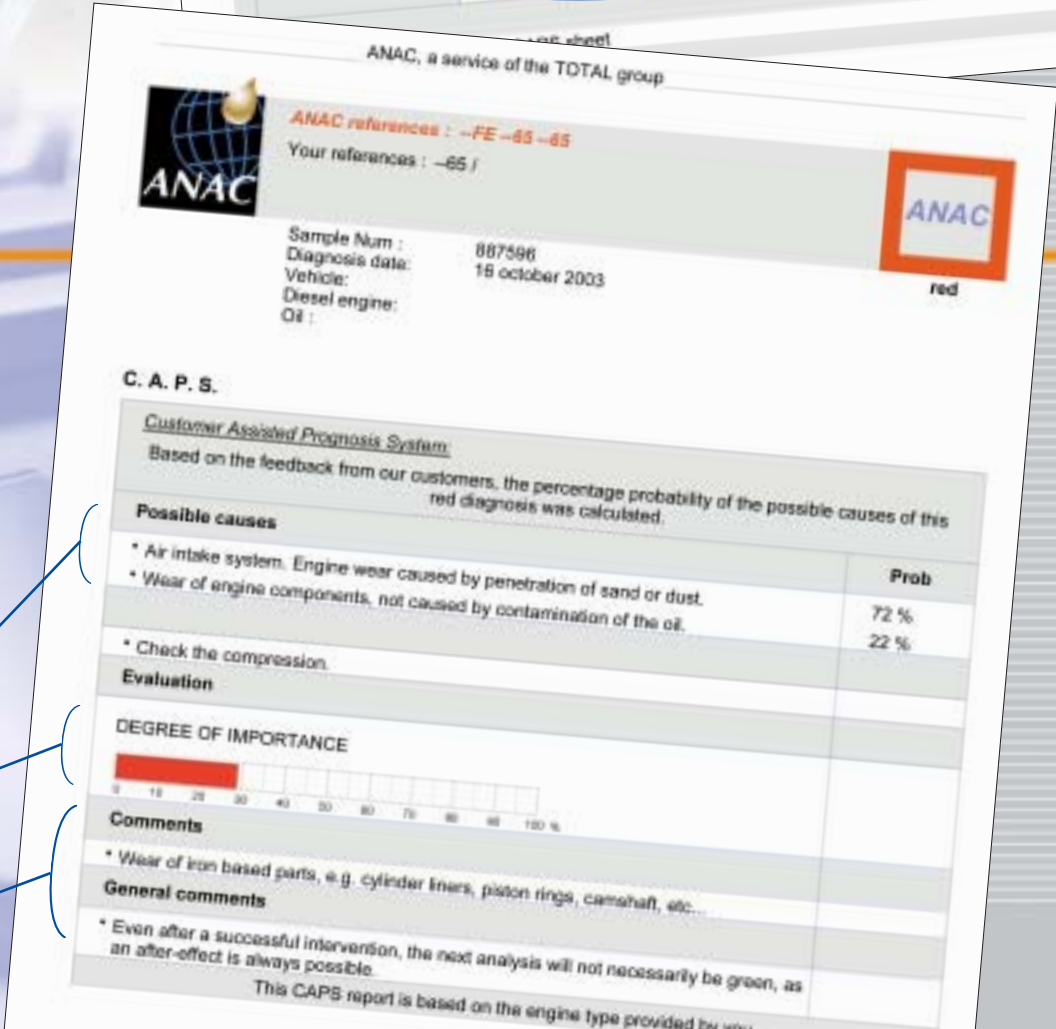 sheet
ANAC, a service of the TOTAL group
ANAC references : --FE --65 --65
Your references : --65 /
ANAC
ANAC
red
Sample Num : 887596
Diagnosis date: 16 october 2003
Vehicle:
Diesel engine:
Oil :
C. A. P. S.
Customer Assisted Prognosis System:
Based on the feedback from our customers, the percentage probability of the possible causes of this
red diagnosis was calculated.
Possible causes Prob
* Air intake system. Engine wear caused by penetration of sand or dust. 72 %
* Wear of engine components, not caused by contamination of the oil. 22 %
* Check the compression.
Evaluation
DEGREE OF IMPORTANCE
0 10 20 30 40 50 60 70 80 90 100 %
Comments
* Wear of iron based parts, e.g. cylinder liners, piston rings, camshaft, etc...
General comments
* Even after a successful intervention, the next analysis will not necessarily be green, as
an after-effect is always possible.
This CAPS report is based on the engine type provided by